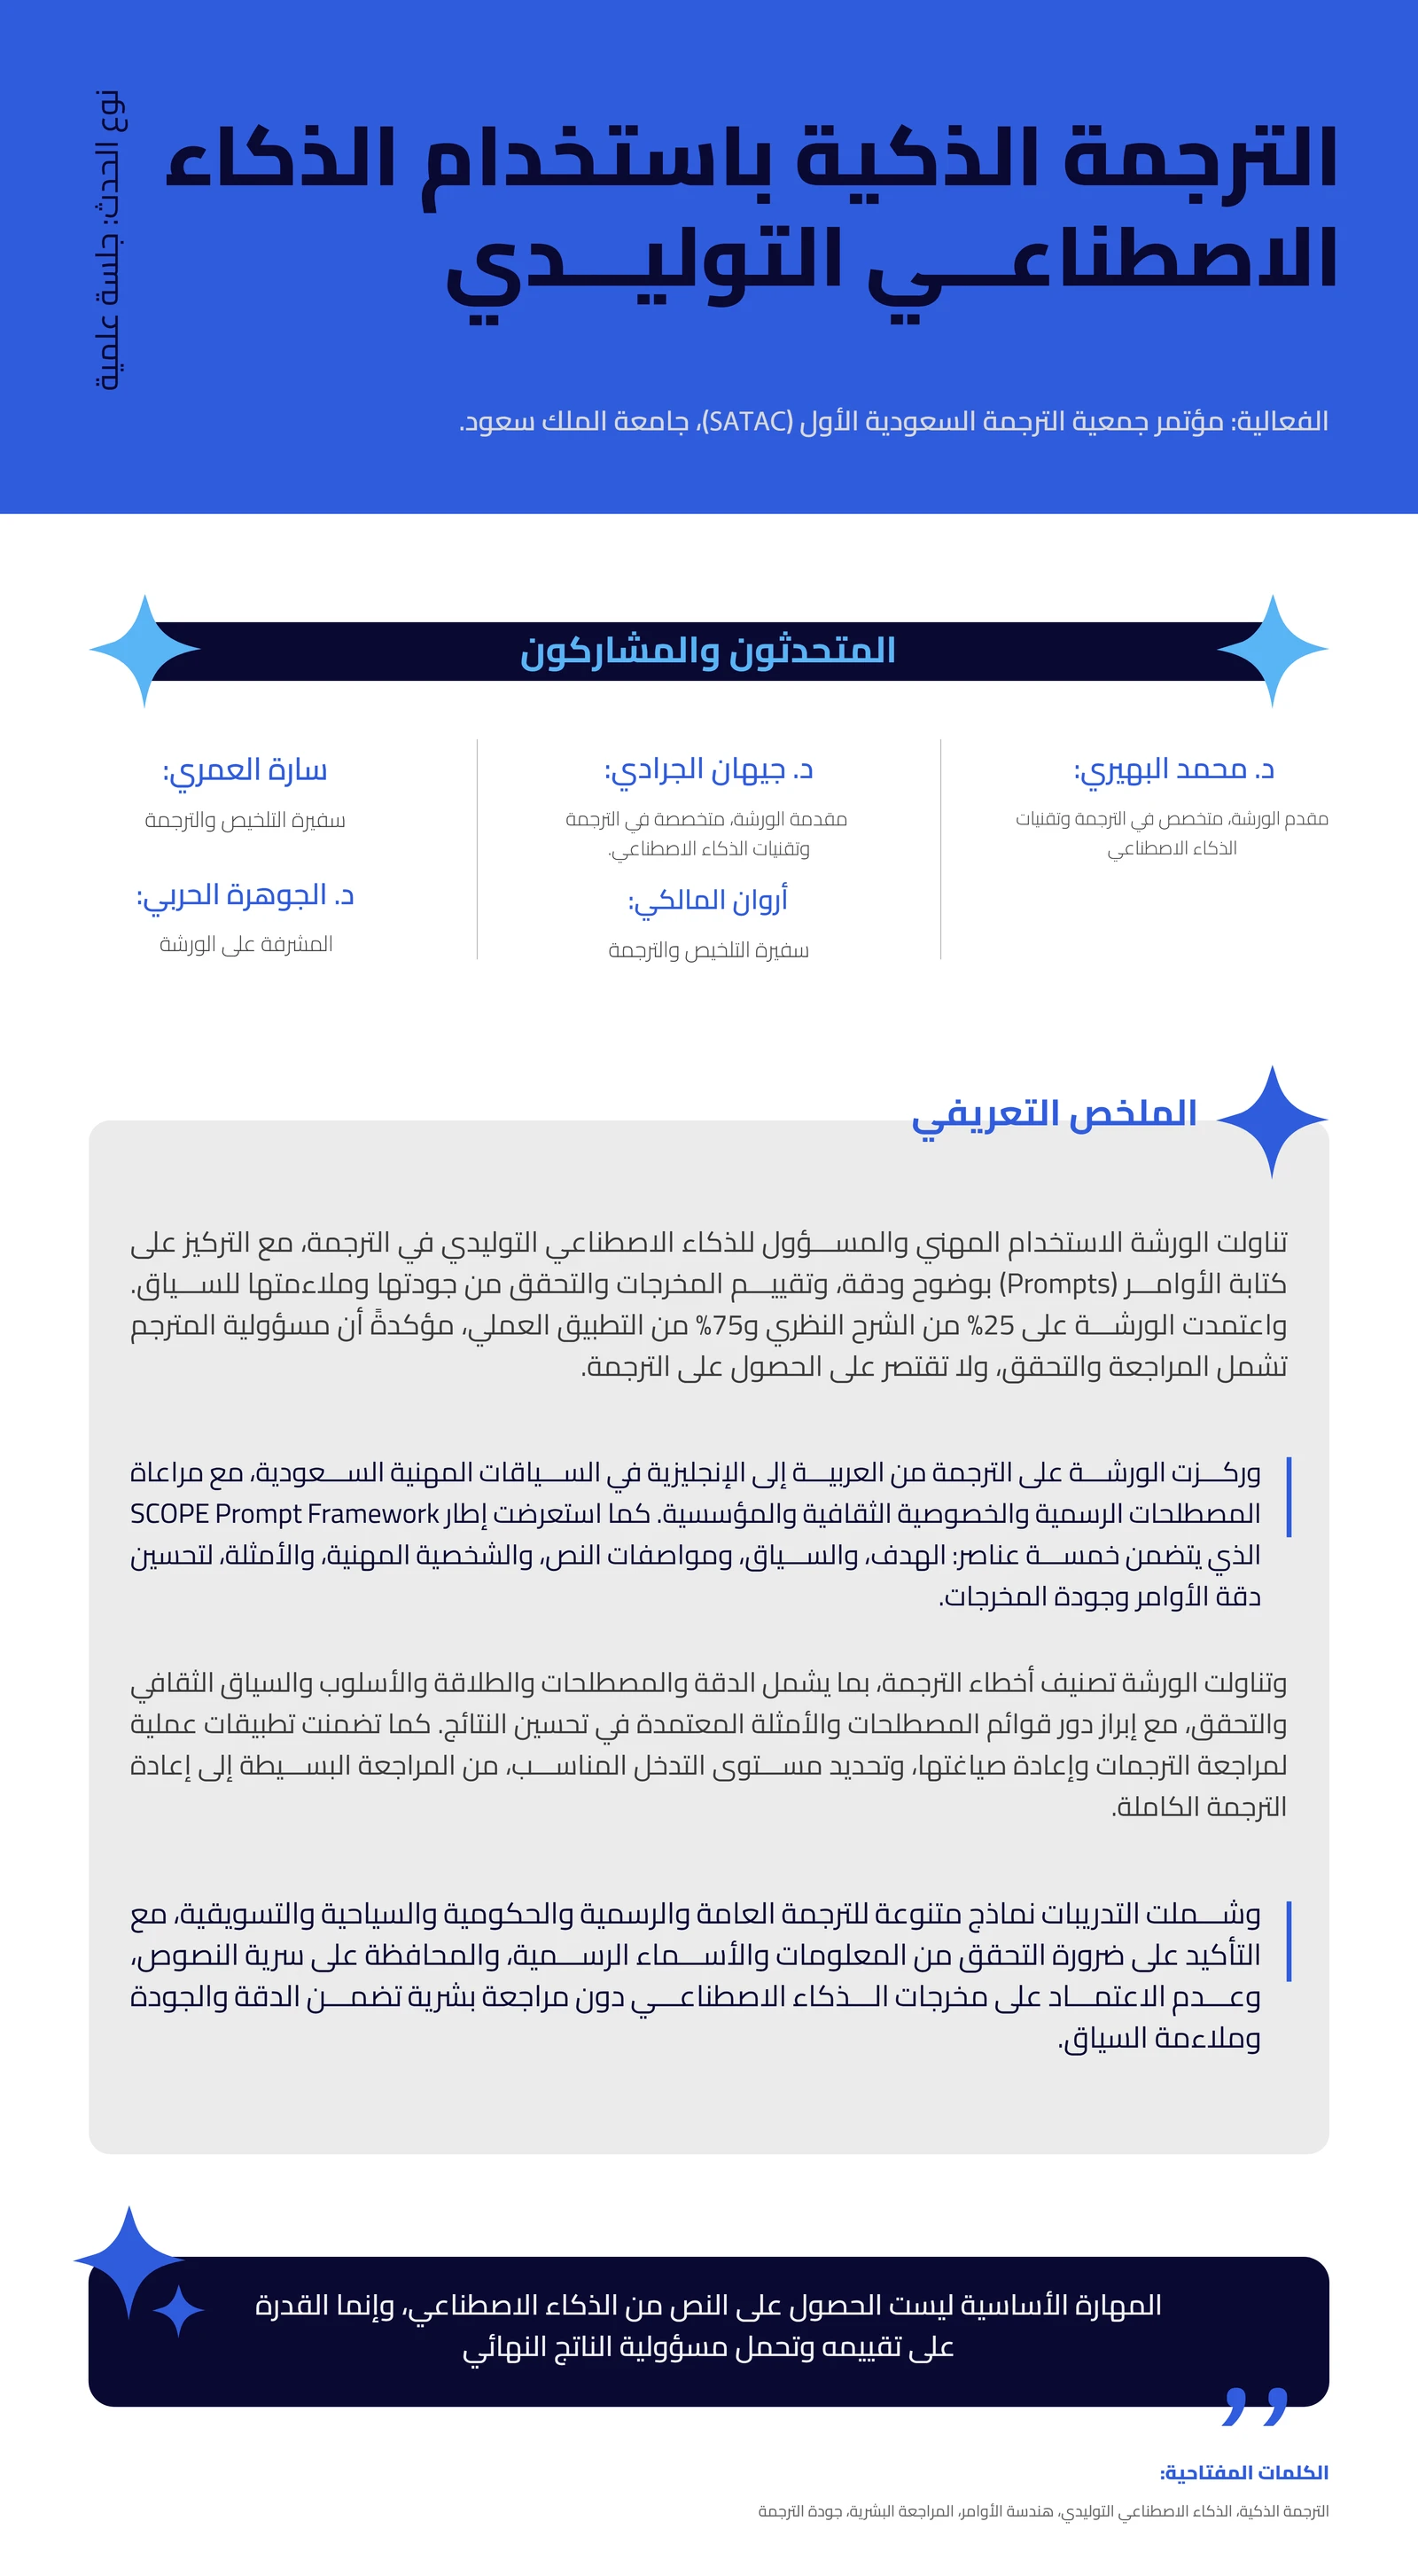 الترجمة الذكية باستخدام الذكاء
الاصطناعـــي التوليـــدي
نوع الحدث: جلسة علمية
الفعالية: مؤتمر جمعية الترجمة السعودية الأول (SATAC)، جامعة الملك سعود.
المتحدثون والمشاركون
د. محمد البهيري:
مقدم الورشة، متخصص في الترجمة وتقنيات
الذكاء الاصطناعي
د. جيهان الجرادي:
مقدمة الورشة، متخصصة في الترجمة
وتقنيات الذكاء الاصطناعي.
أروان المالكي:
سفيرة التلخيص والترجمة
سارة العمري:
سفيرة التلخيص والترجمة
د. الجوهرة الحربي:
المشرفة على الورشة
الملخص التعريفي
تناولت الورشة الاستخدام المهني والمســؤول للذكاء الاصطناعي التوليدي في الترجمة، مع التركيز على
كتابة الأوامــر (Prompts) بوضوح ودقة، وتقييــم المخرجات والتحقق من جودتها وملاءمتها للســياق.
واعتمدت الورشــة على 25% من الشرح النظري و75% من التطبيق العملي، مؤكدةً أن مسؤولية المترجم
تشمل المراجعة والتحقق، ولا تقتصر على الحصول على الترجمة.
وركــزت الورشــة على الترجمة من العربيــة إلى الإنجليزية في الســياقات المهنية الســعودية، مع مراعاة
المصطلحات الرسمية والخصوصية الثقافية والمؤسسية. كما استعرضت إطار SCOPE Prompt Framework
الذي يتضمن خمســة عناصر: الهدف، والســياق، ومواصفات النص، والشخصية المهنية، والأمثلة، لتحسين
دقة الأوامر وجودة المخرجات.
وتناولت الورشة تصنيف أخطاء الترجمة، بما يشمل الدقة والمصطلحات والطلاقة والأسلوب والسياق الثقافي
والتحقق، مع إبراز دور قوائم المصطلحات والأمثلة المعتمدة في تحسين النتائج. كما تضمنت تطبيقات عملية
لمراجعة الترجمات وإعادة صياغتها، وتحديد مســتوى التدخل المناســب، من المراجعة البســيطة إلى إعادة
الترجمة الكاملة.
وشــملت التدريبات نماذج متنوعة للترجمة العامة والرسمية والحكومية والسياحية والتسويقية، مع
التأكيد على ضرورة التحقق من المعلومات والأســماء الرســمية، والمحافظة على سرية النصوص،
وعــدم الاعتمــاد على مخرجات الــذكاء الاصطناعــي دون مراجعة بشرية تضمــن الدقة والجودة
وملاءمة السياق.
المهارة الأساسية ليست الحصول على النص من الذكاء الاصطناعي، وإنما القدرة
على تقييمه وتحمل مسؤولية الناتج النهائي
الكلمات المفتاحية:
الترجمة الذكية، الذكاء الاصطناعي التوليدي، هندسة الأوامر، المراجعة البشرية، جودة الترجمة